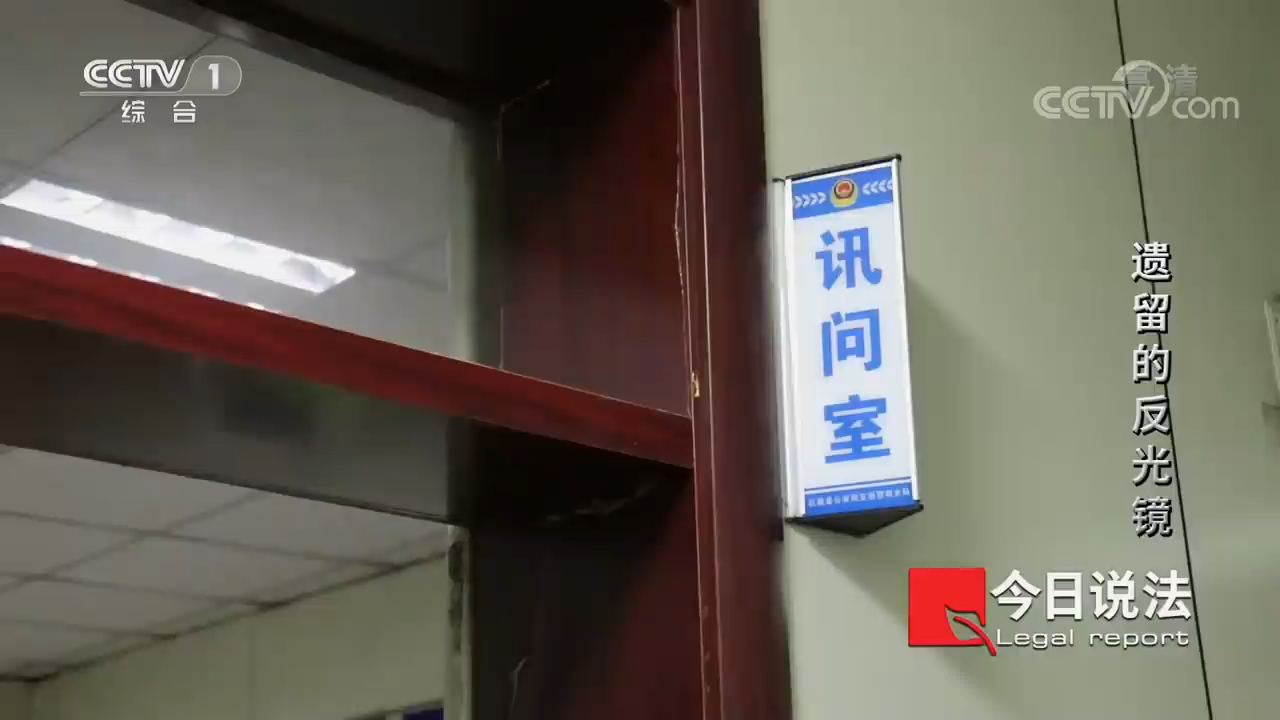 CCTV 1
综合
高清
CCTV com
讯问室
遗留的反光镜
今日说法
Legal report